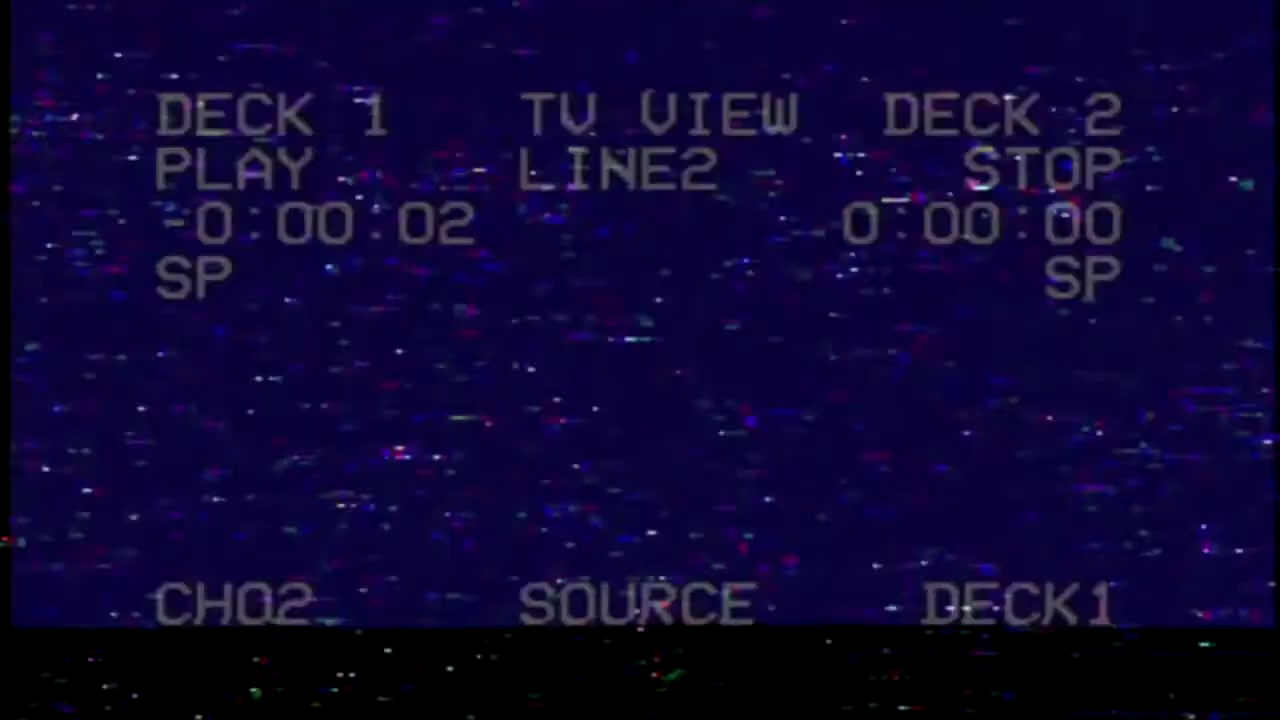 DECK 1 TV VIEW DECK 2
PLAY LINE2 STOP
-0:00:02 0:00:00
SP SP
CH02 SOURCE DECK1